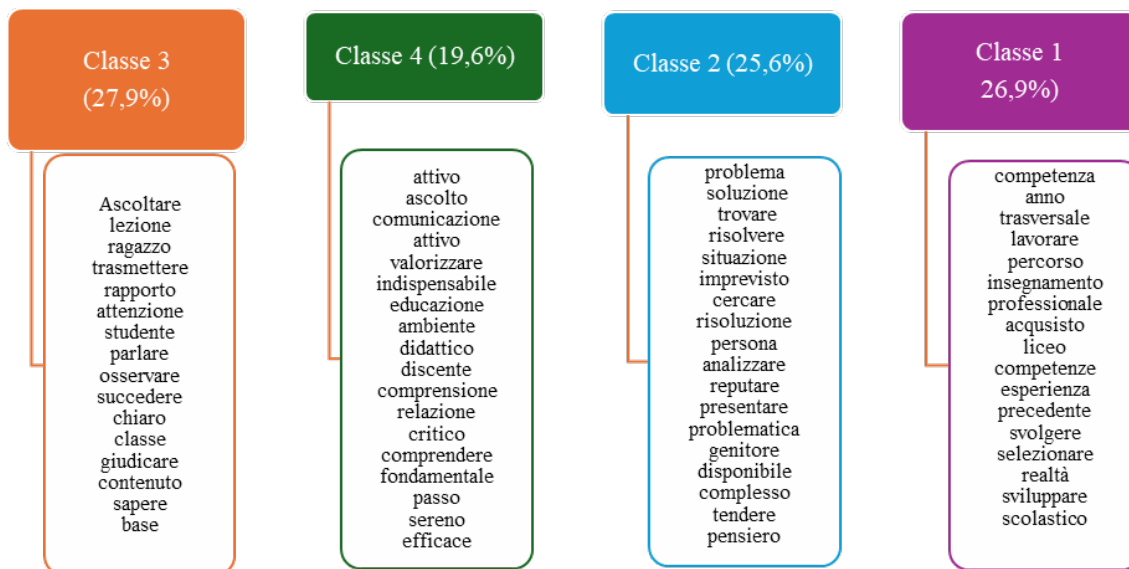 Classe 3
(27,9%)
Ascoltare
lezione
ragazzo
trasmettere
rapporto
attenzione
studente
parlare
osservare
succedere
chiaro
classe
giudicare
contenuto
sapere
base
Classe 4 (19,6%)
attivo
ascolto
comunicazione
attivo
valorizzare
indispensabile
educazione
ambiente
didattico
discente
comprensione
relazione
critico
comprendere
fondamentale
passo
sereno
efficace
Classe 2 (25,6%)
problema
soluzione
trovare
risolvere
situazione
imprevisto
cercare
risoluzione
persona
analizzare
reputare
presentare
problematica
genitore
disponibile
complesso
tendere
pensiero
Classe 1
26,9%)
competenza
anno
trasversale
lavorare
percorso
insegnamento
professionale
acqusisto
liceo
competenze
esperienza
precedente
svolgere
selezionare
realtà
sviluppare
scolastico